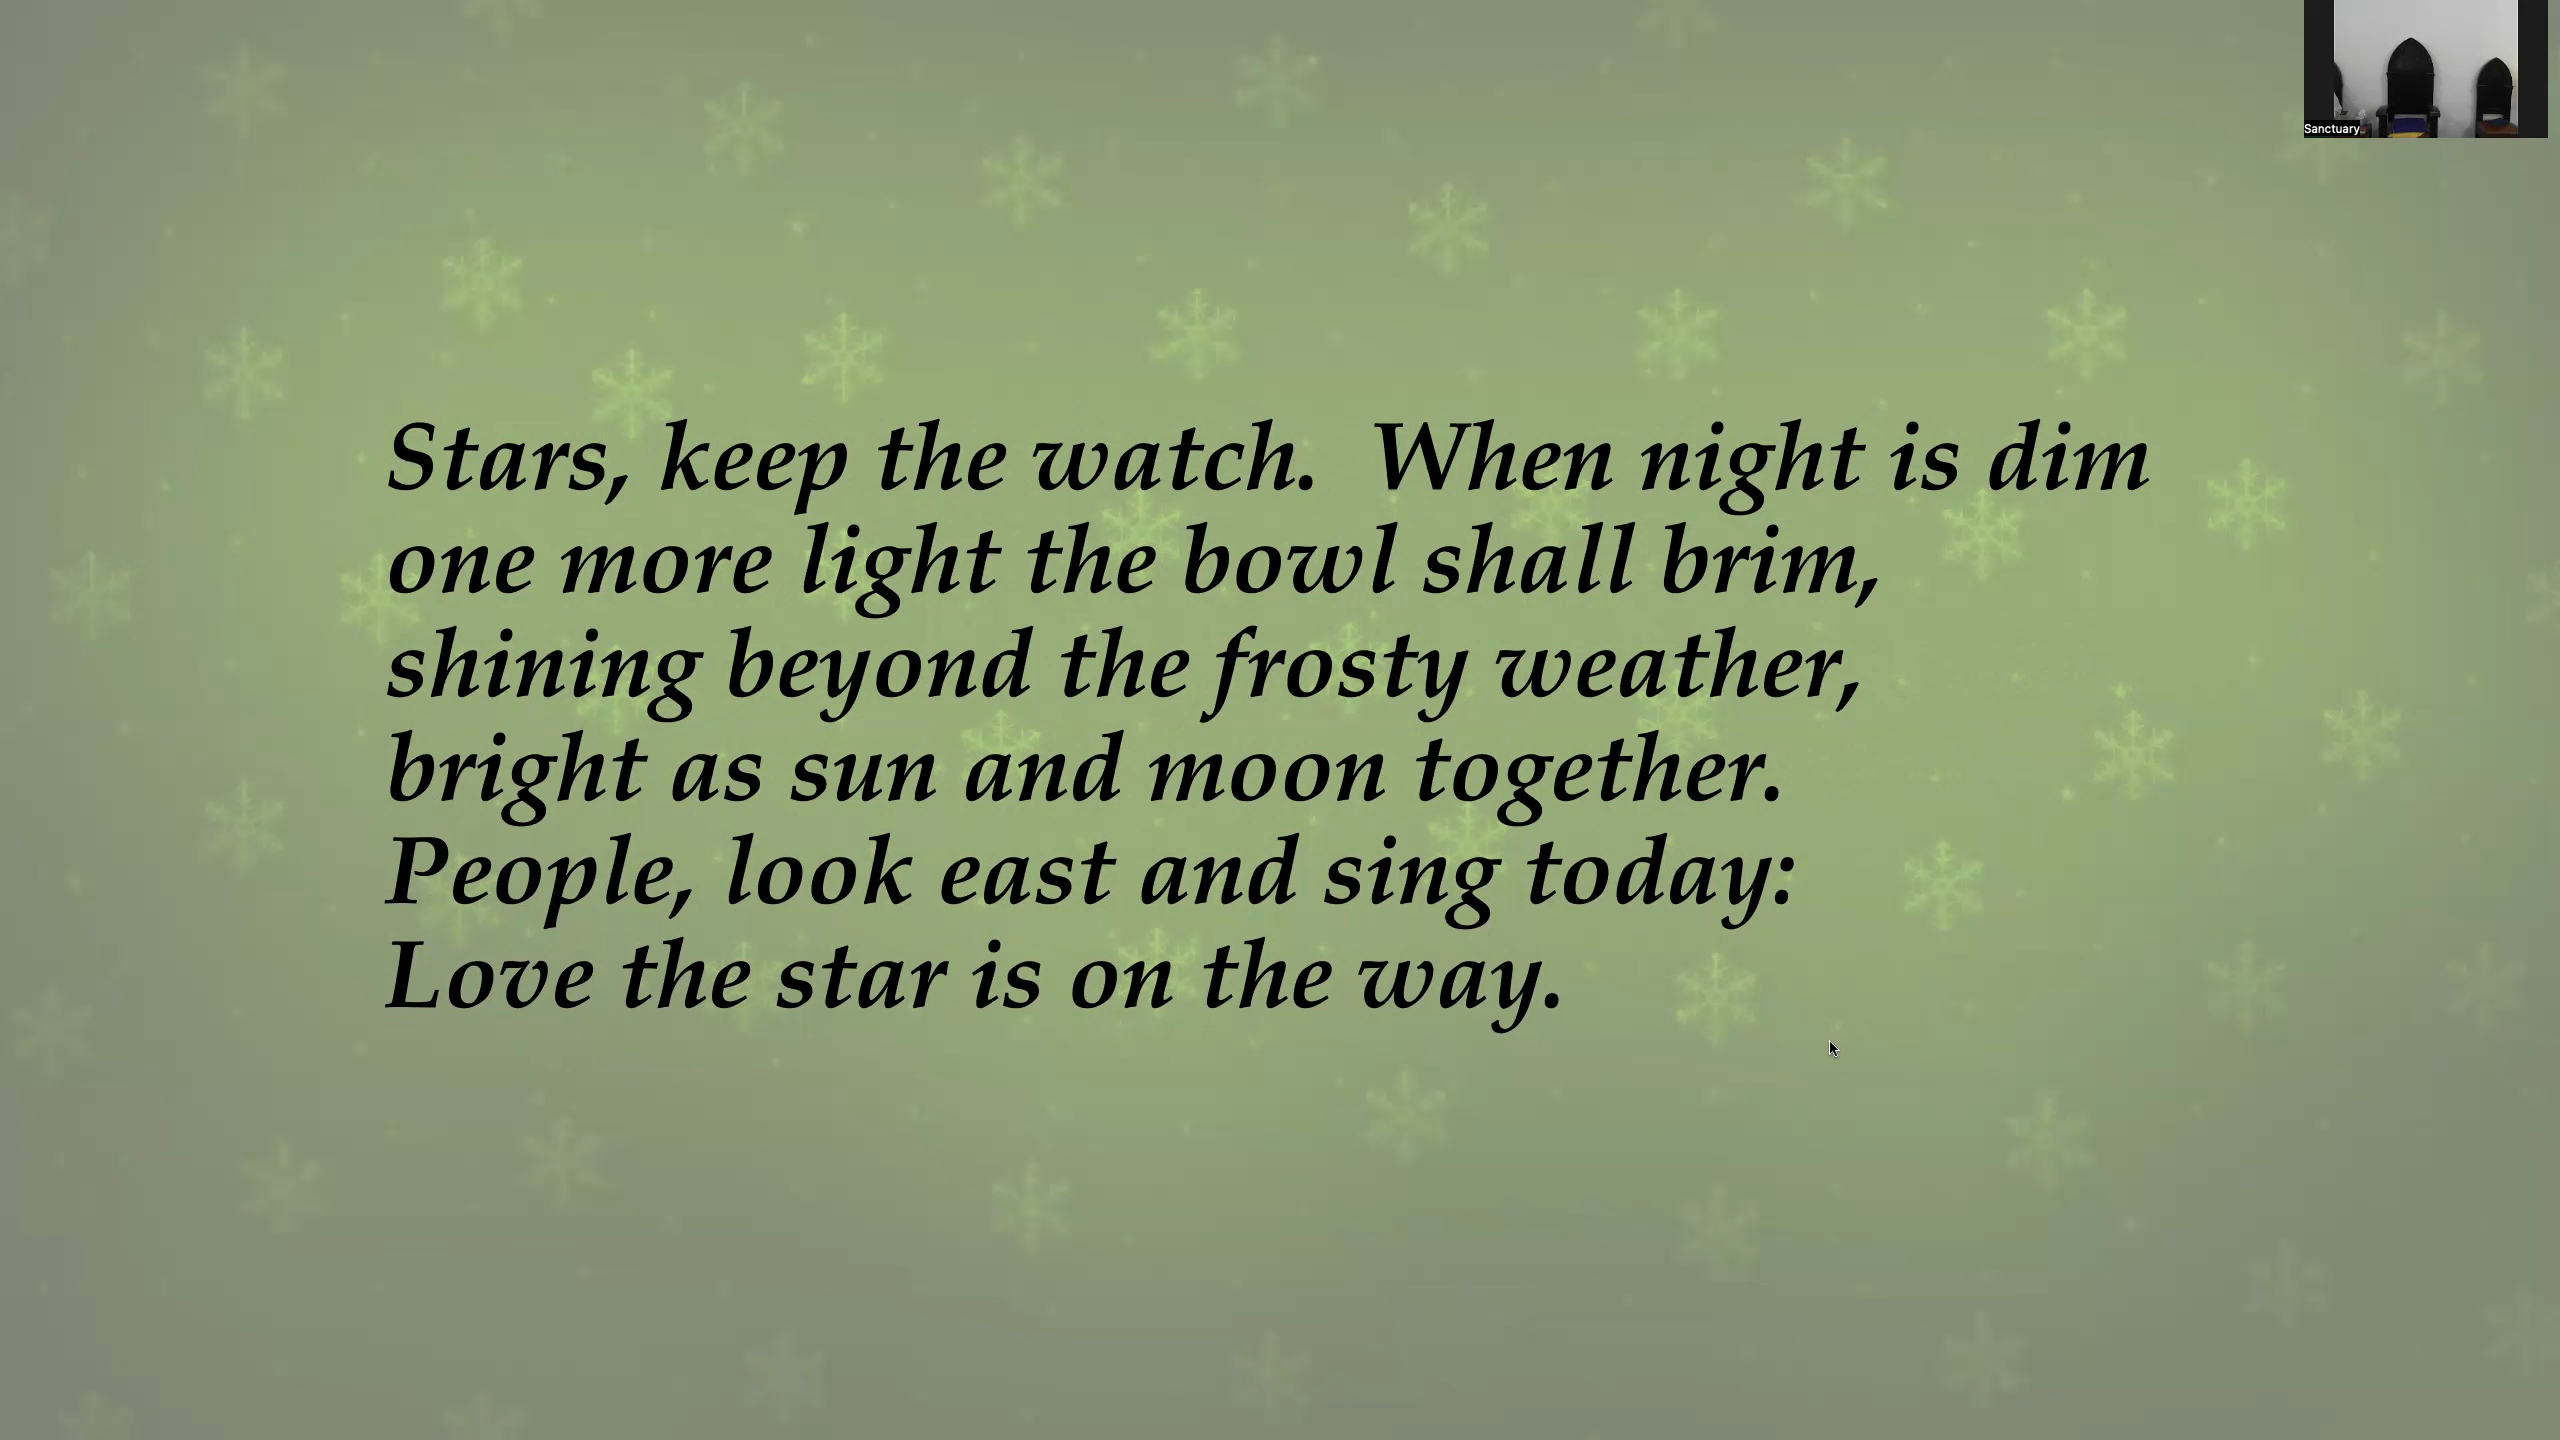 Sanctuary
Stars, keep the watch.  When night is dim
one more light the bowl shall brim,
shining beyond the frosty weather,
bright as sun and moon together.
People, look east and sing today:
Love the star is on the way.